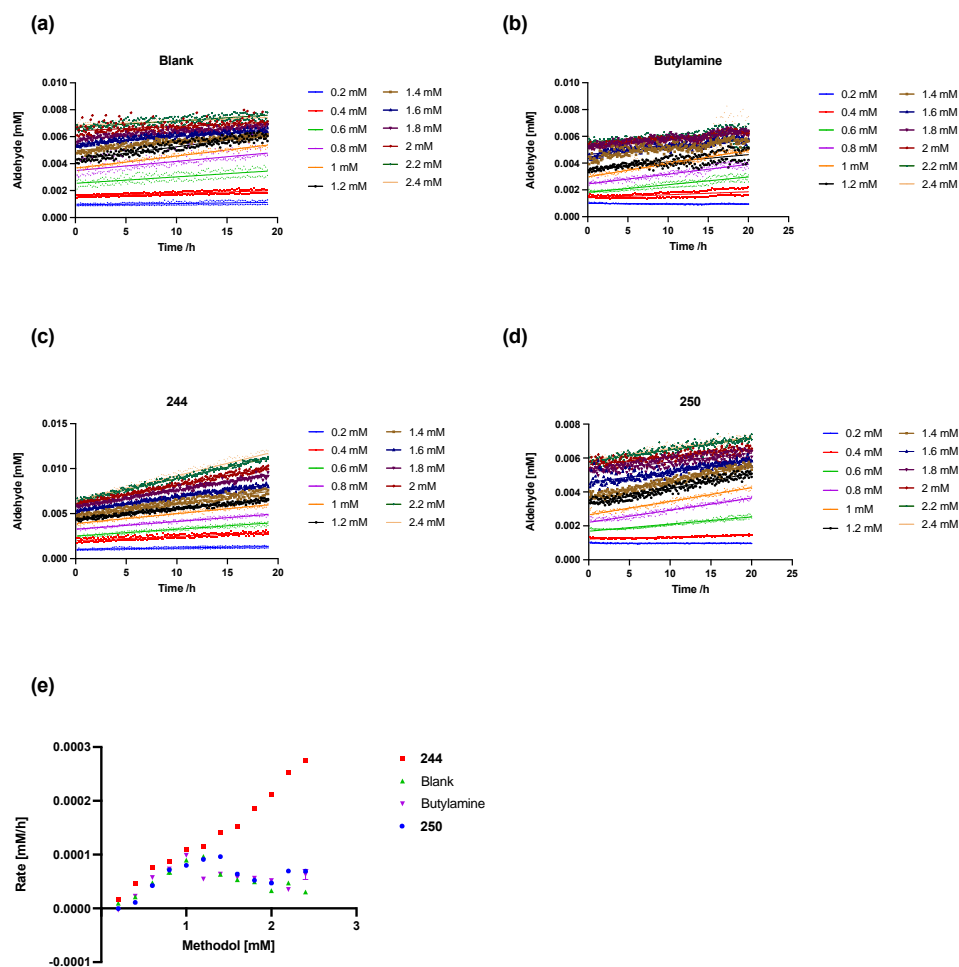 (a)
Blank
Aldehyde [mM]
0.010
0.008
0.006
0.004
0.002
0.000
0 5 10 15 20
Time /h
0.2 mM 1.4 mM
0.4 mM 1.6 mM
0.6 mM 1.8 mM
0.8 mM 2 mM
1 mM 2.2 mM
1.2 mM 2.4 mM
(b)
Butylamine
Aldehyde [mM]
0.010
0.008
0.006
0.004
0.002
0.000
0 5 10 15 20 25
Time /h
0.2 mM 1.4 mM
0.4 mM 1.6 mM
0.6 mM 1.8 mM
0.8 mM 2 mM
1 mM 2.2 mM
1.2 mM 2.4 mM
(c)
244
Aldehyde [mM]
0.015
0.010
0.005
0.000
0 5 10 15 20
Time /h
0.2 mM 1.4 mM
0.4 mM 1.6 mM
0.6 mM 1.8 mM
0.8 mM 2 mM
1 mM 2.2 mM
1.2 mM 2.4 mM
(d)
250
Aldehyde [mM]
0.008
0.006
0.004
0.002
0.000
0 5 10 15 20 25
Time /h
0.2 mM 1.4 mM
0.4 mM 1.6 mM
0.6 mM 1.8 mM
0.8 mM 2 mM
1 mM 2.2 mM
1.2 mM 2.4 mM
(e)
Rate [mM/h]
0.0003
0.0002
0.0001
0.0000
-0.0001
1 2 3
Methodol [mM]
244
Blank
Butylamine
250